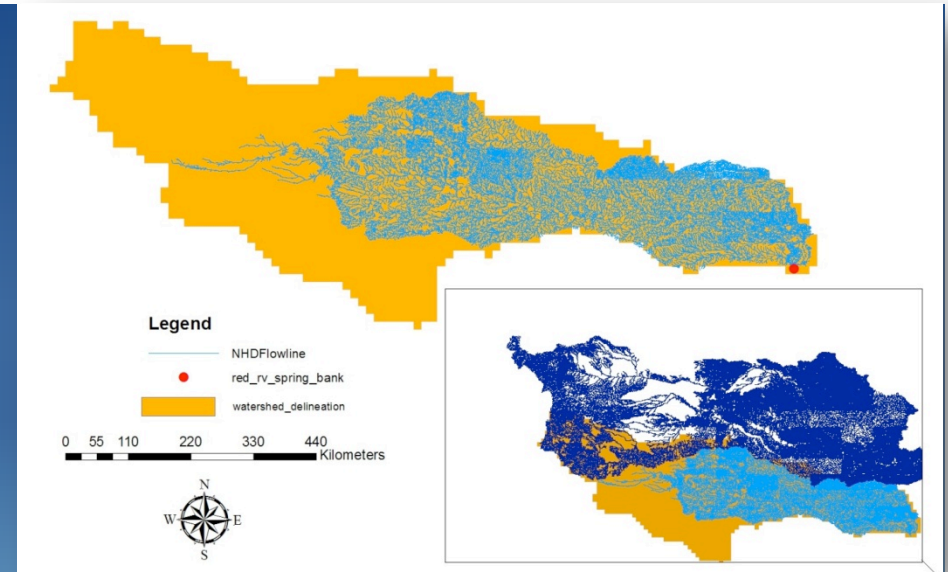 Legend
NHDFlowline
red_rv_spring_bank
watershed_delineation
0 55 110 220 330 440
Kilometers
N
W E
S